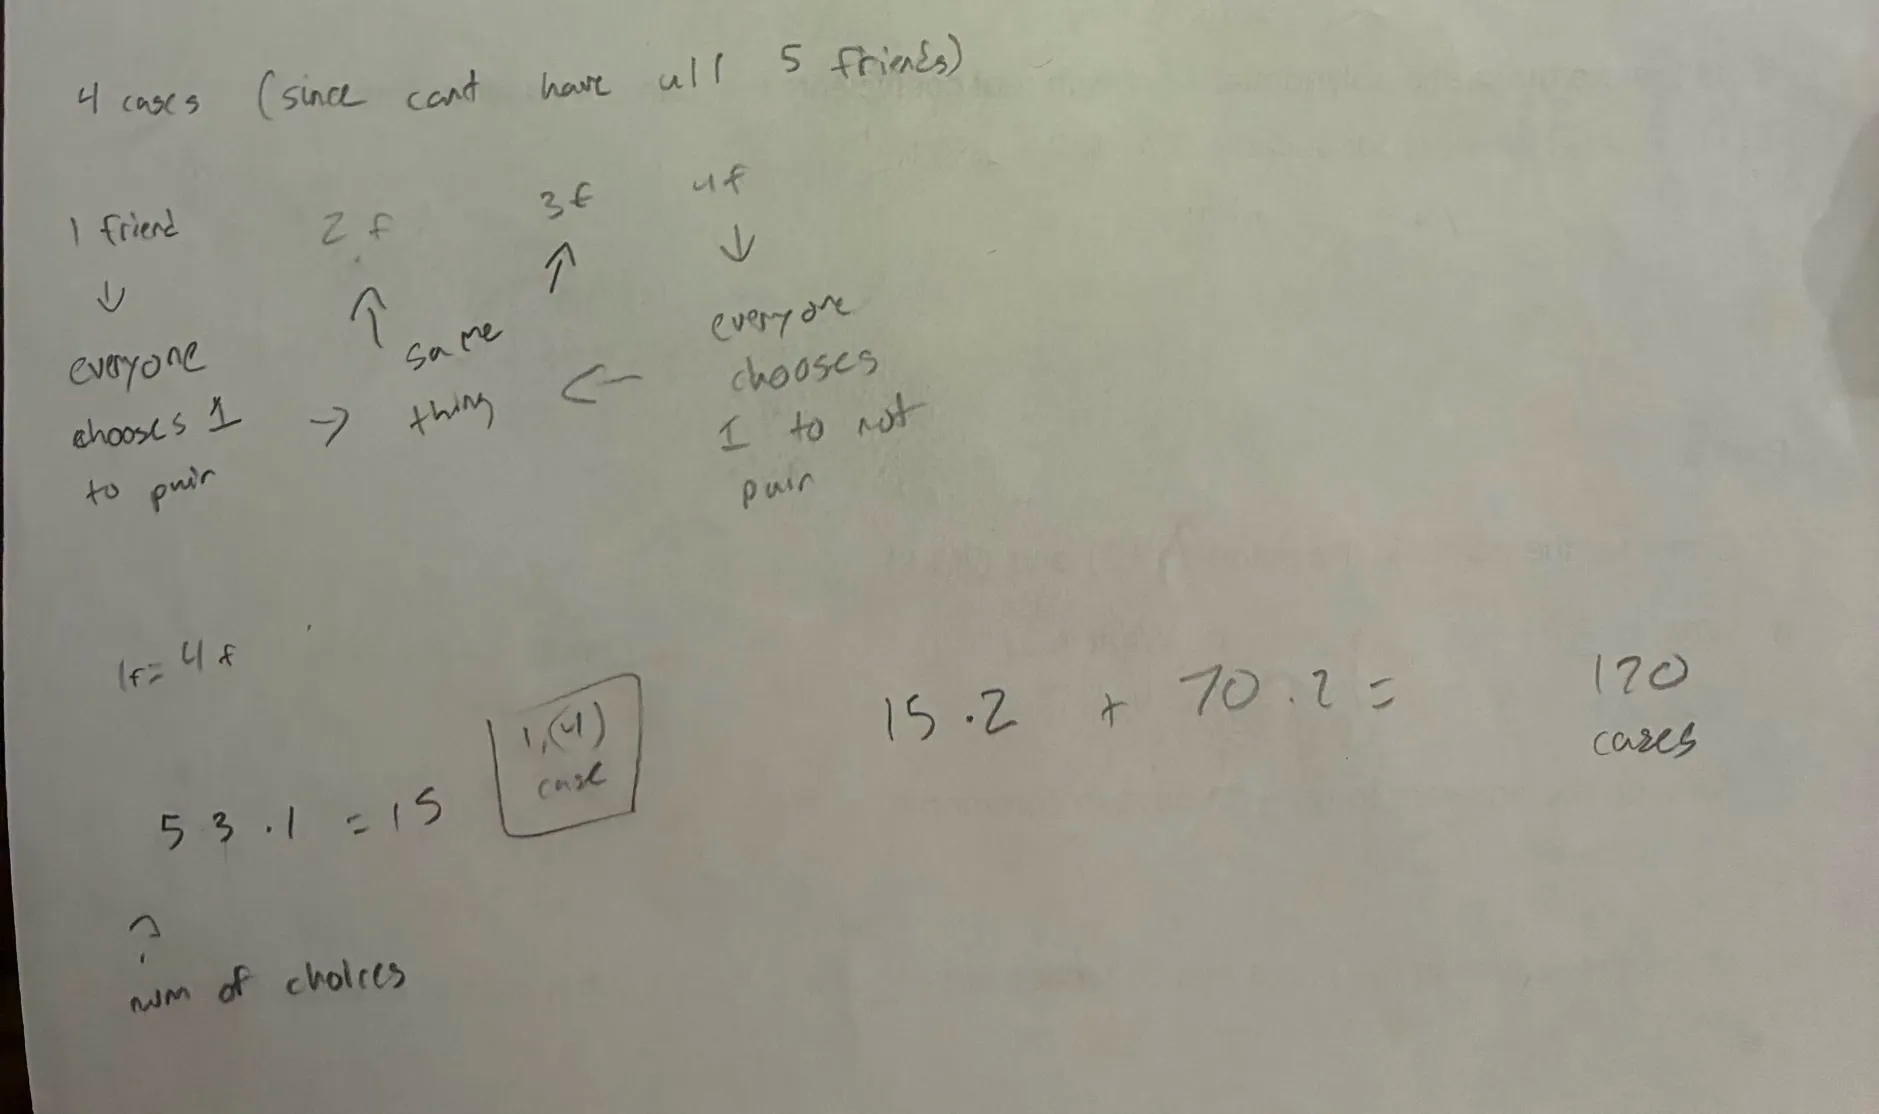 4 cases (since cant have all 5 friends)
1 friend 2 f 3 f 4f
↓ ↑ ↑ ↓
everyone chooses 1 to pair → same thing ← everyone chooses I to not pair
1f = 4 f
5 3 . 1 = 15
1,(4)
case
15 . 2 + 70 . 2 = 170
cases
num of choices